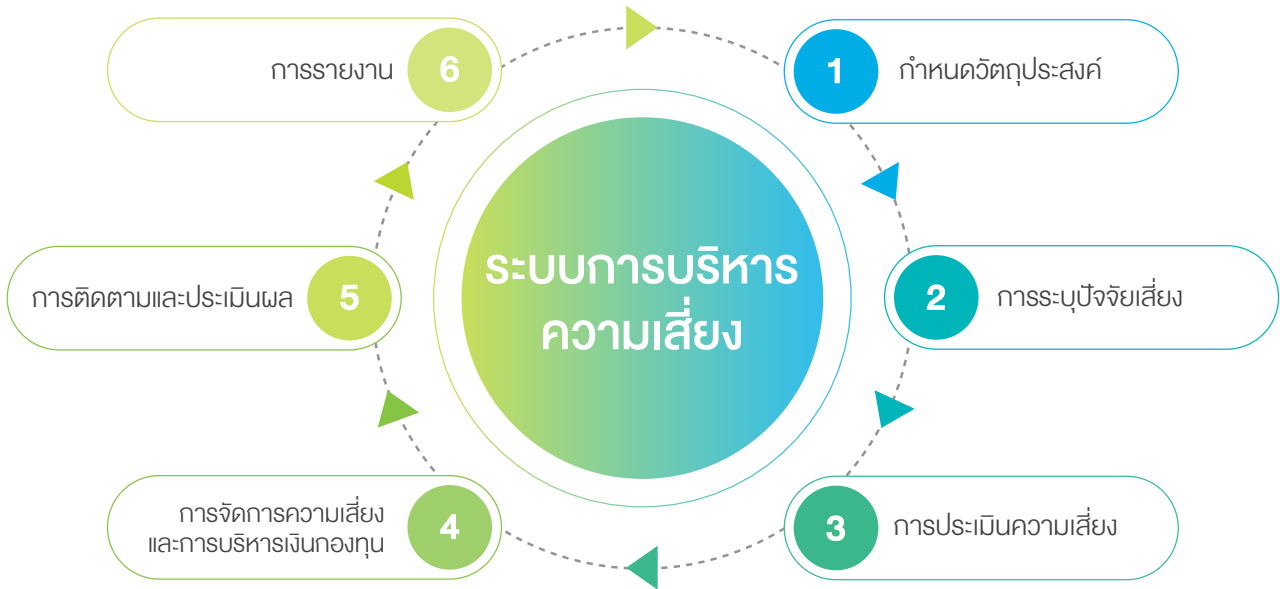 ระบบการบริหาร
ความเสี่ยง
1
กำหนดวัตถุประสงค์
2
การระบุปัจจัยเสี่ยง
3
การประเมินความเสี่ยง
4
การจัดการความเสี่ยง
และการบริหารเงินกองทุน
5
การติดตามและประเมินผล
6
การรายงาน